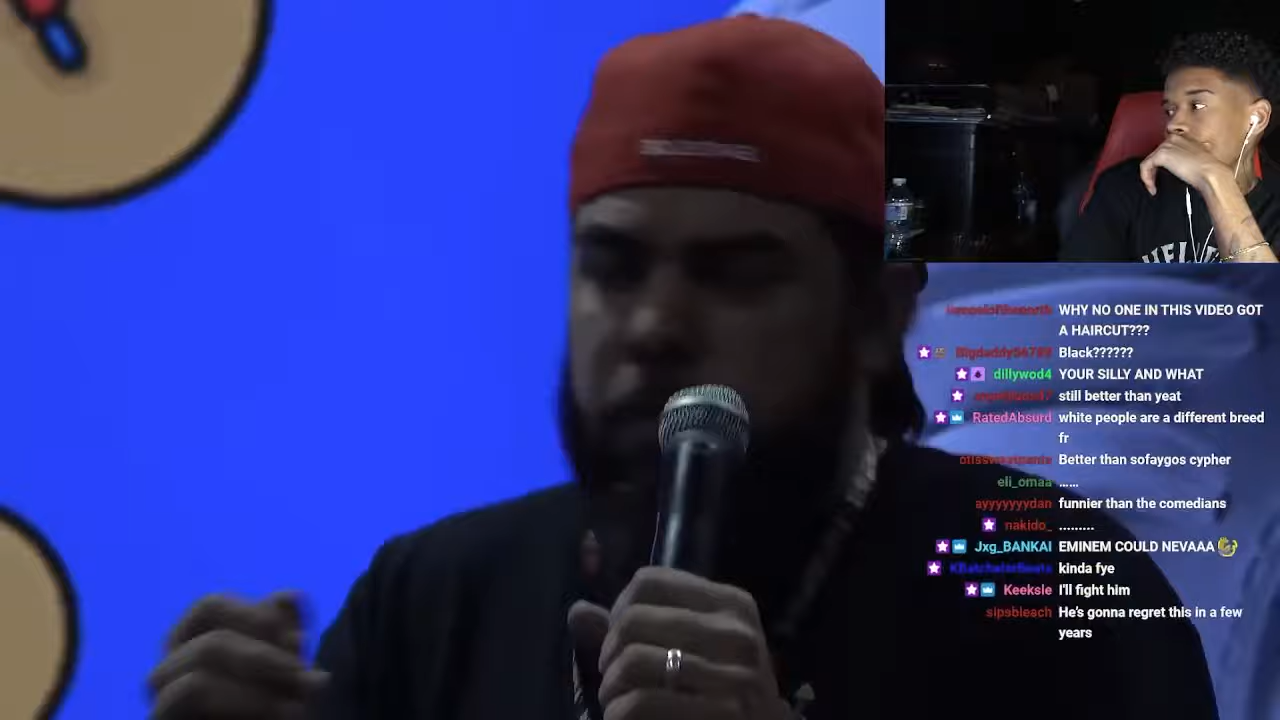 WHY NO ONE IN THIS VIDEO GOT
A HAIRCUT???
Black??????
dillywod4 YOUR SILLY AND WHAT
still better than yeat
RatedAbsurd white people are a different breed
fr
Better than sofaygos cypher
eli_omaa ......
ayyyyyydan funnier than the comedians
nakido_ .........
Jxg_BANKAI EMINEM COULD NEVAAA
kinda fye
Keeksie I'll fight him
sipsbleach He's gonna regret this in a few
years